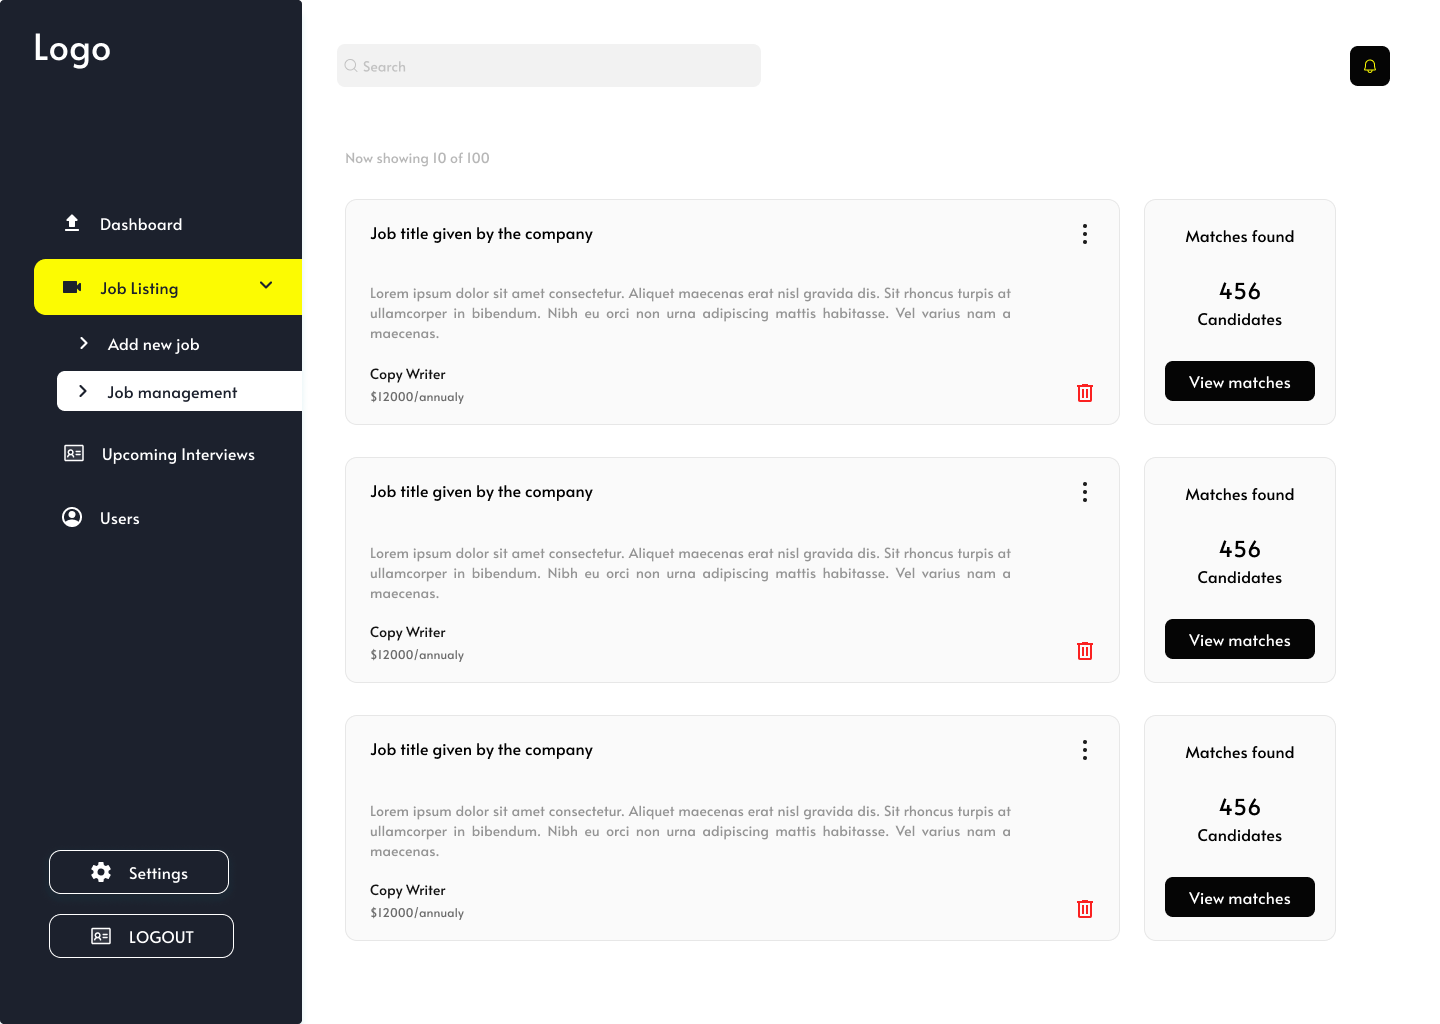 Logo
Search
Dashboard
Job Listing
Add new job
Job management
Upcoming Interviews
Users
Settings
LOGOUT
Now showing 10 of 100
Job title given by the company
Lorem ipsum dolor sit amet consectetur. Aliquet maecenas erat nisl gravida dis. Sit rhoncus turpis at
ullamcorper in bibendum. Nibh eu orci non urna adipiscing mattis habitasse. Vel varius nam a
maecenas.
Copy Writer
$12000/annualy
Matches found
456
Candidates
View matches
Job title given by the company
Lorem ipsum dolor sit amet consectetur. Aliquet maecenas erat nisl gravida dis. Sit rhoncus turpis at
ullamcorper in bibendum. Nibh eu orci non urna adipiscing mattis habitasse. Vel varius nam a
maecenas.
Copy Writer
$12000/annualy
Matches found
456
Candidates
View matches
Job title given by the company
Lorem ipsum dolor sit amet consectetur. Aliquet maecenas erat nisl gravida dis. Sit rhoncus turpis at
ullamcorper in bibendum. Nibh eu orci non urna adipiscing mattis habitasse. Vel varius nam a
maecenas.
Copy Writer
$12000/annualy
Matches found
456
Candidates
View matches